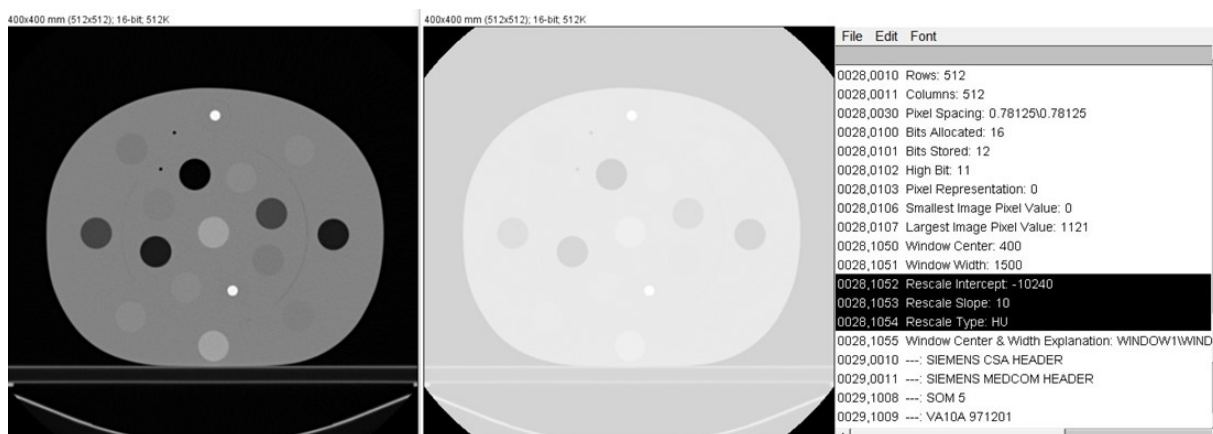 400x400 mm (512x512); 16-bit; 512K
400x400 mm (512x512); 16-bit; 512K
File Edit Font
0028,0010 Rows: 512
0028,0011 Columns: 512
0028,0030 Pixel Spacing: 0.78125\0.78125
0028,0100 Bits Allocated: 16
0028,0101 Bits Stored: 12
0028,0102 High Bit: 11
0028,0103 Pixel Representation: 0
0028,0106 Smallest Image Pixel Value: 0
0028,0107 Largest Image Pixel Value: 1121
0028,1050 Window Center: 400
0028,1051 Window Width: 1500
0028,1052 Rescale Intercept: -10240
0028,1053 Rescale Slope: 10
0028,1054 Rescale Type: HU
0028,1055 Window Center & Width Explanation: WINDOW1\WIND
0029,0010 ---: SIEMENS CSA HEADER
0029,0011 ---: SIEMENS MEDCOM HEADER
0029,1008 ---: SOM 5
0029,1009 ---: VA10A 971201